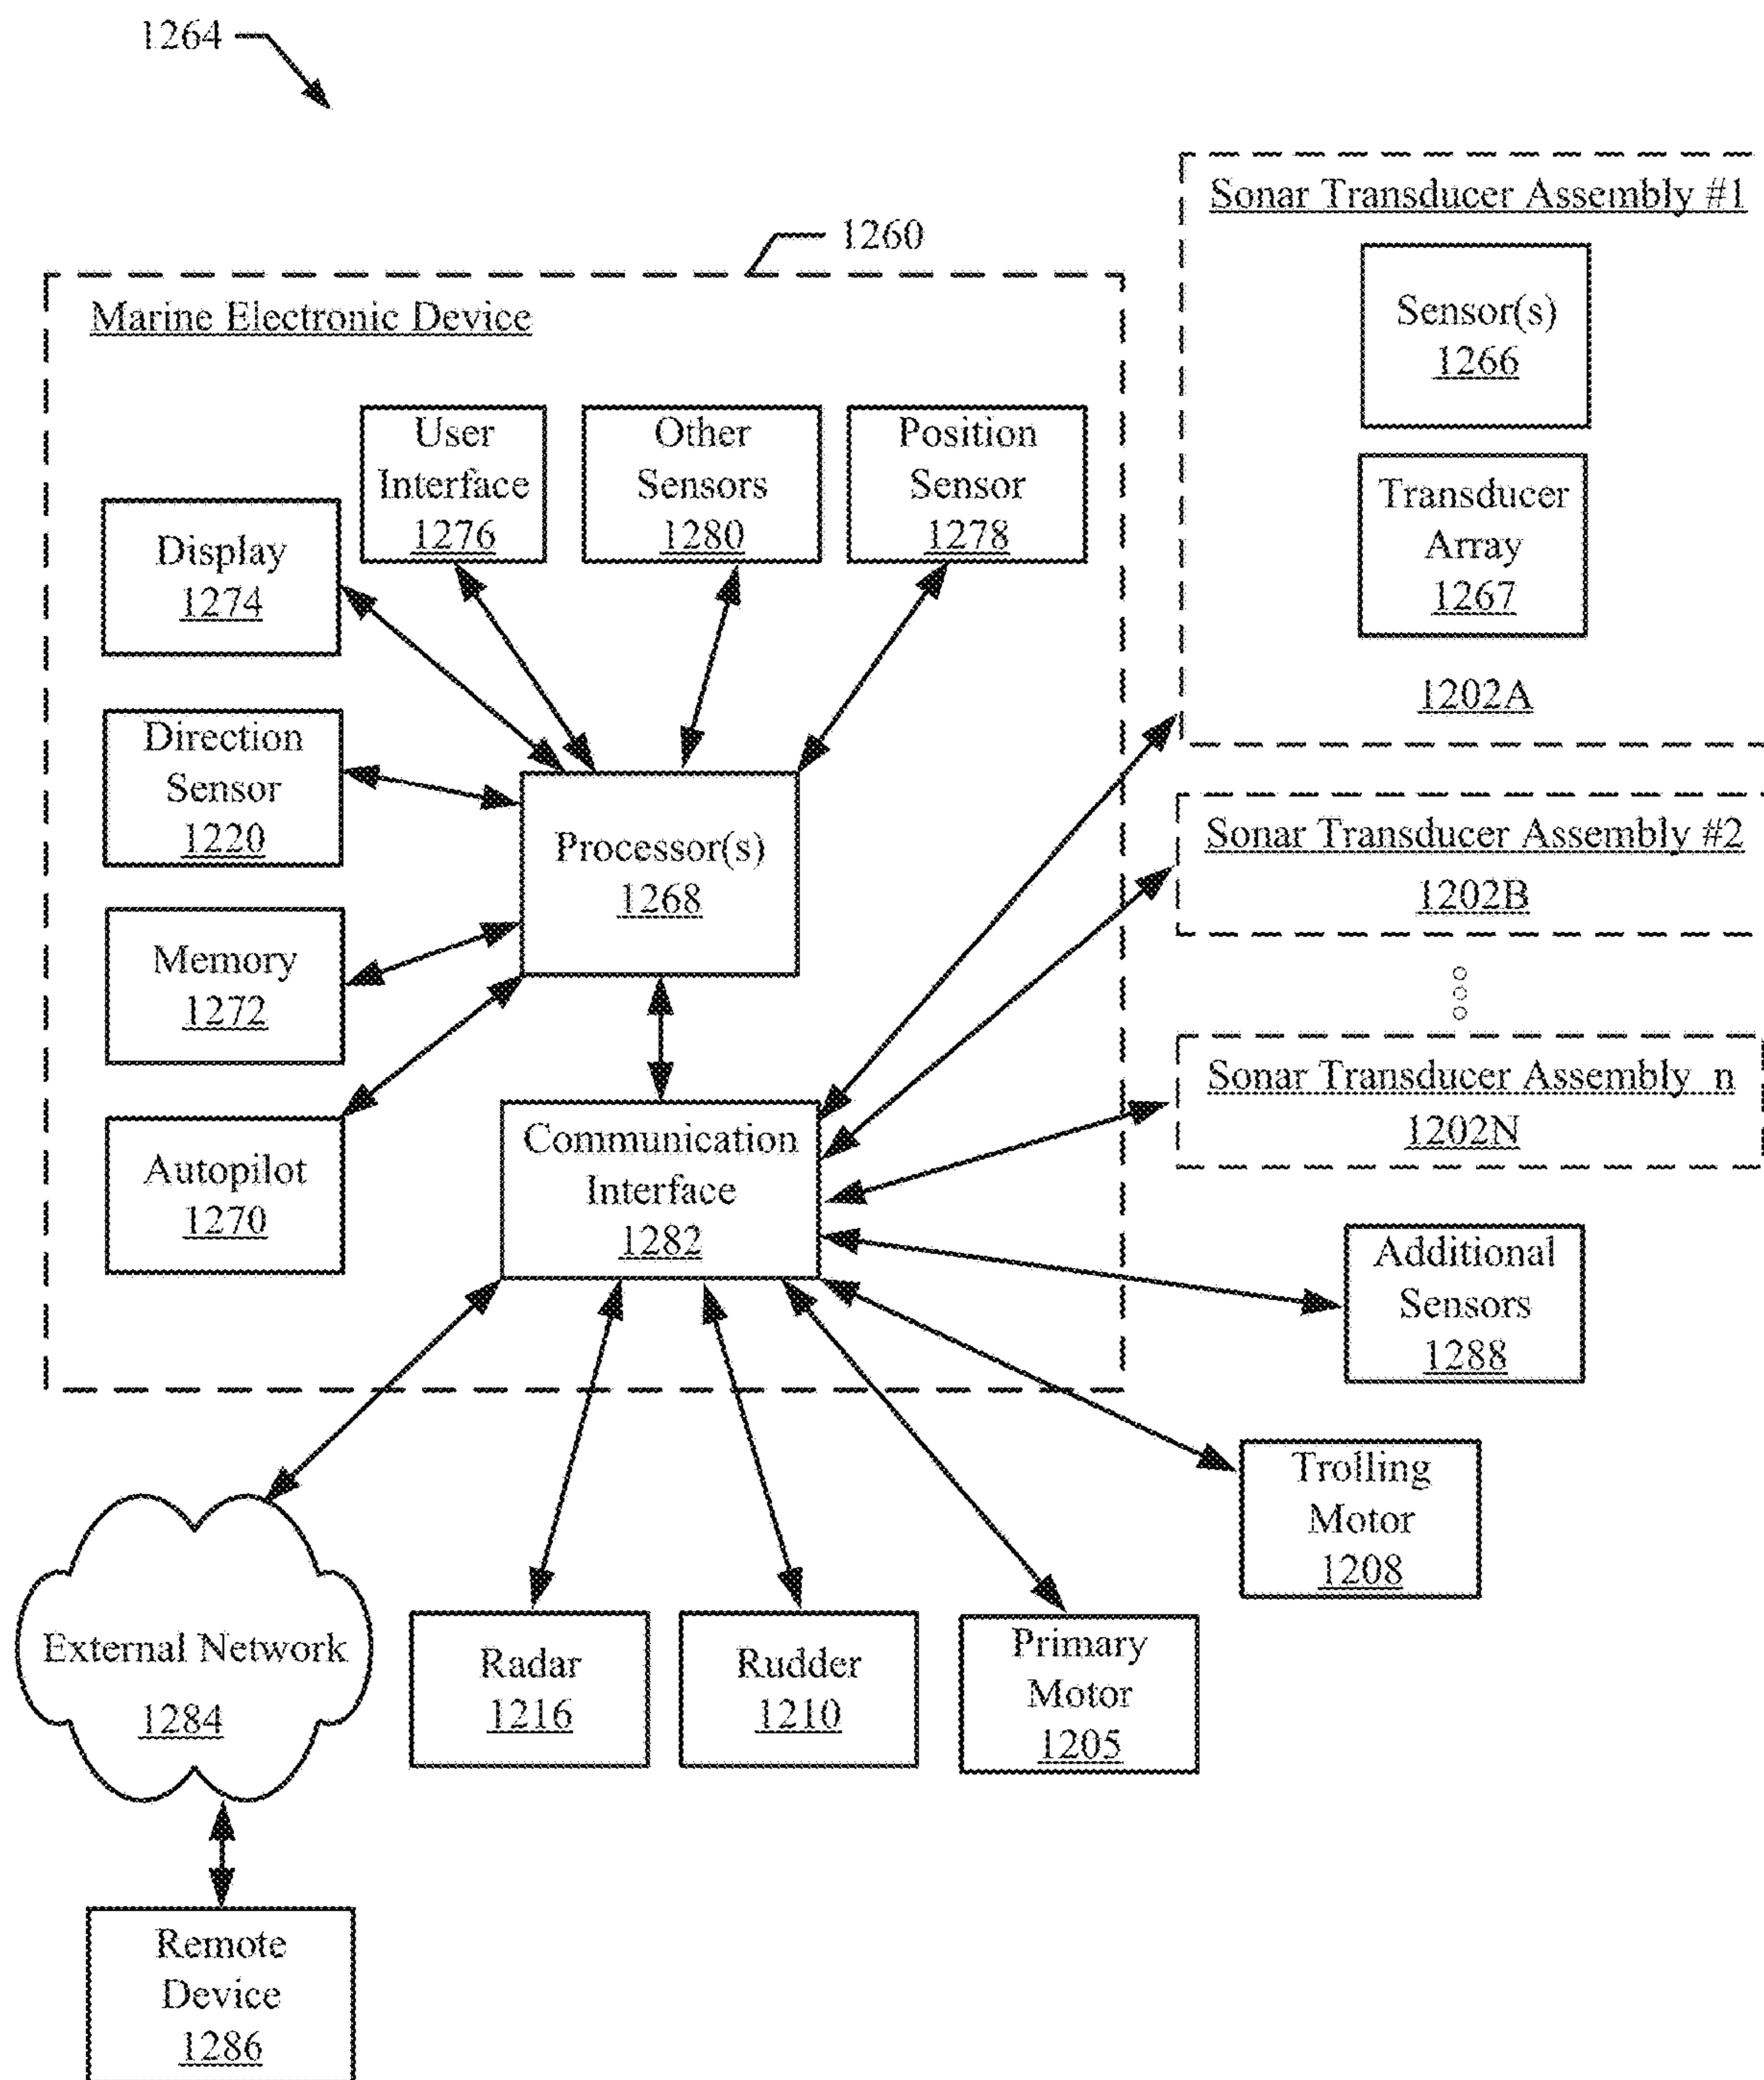 1264
1260
Marine Electronic Device
User
Interface
1276
Other
Sensors
1280
Position
Sensor
1278
Display
1274
Direction
Sensor
1220
Processor(s)
1268
Memory
1272
Autopilot
1270
Communication
Interface
1282
Sonar Transducer Assembly #1
Sensor(s)
1266
Transducer
Array
1267
1202A
Sonar Transducer Assembly #2
1202B
Sonar Transducer Assembly n
1202N
Additional
Sensors
1288
Trolling
Motor
1208
External Network
1284
Radar
1216
Rudder
1210
Primary
Motor
1205
Remote
Device
1286